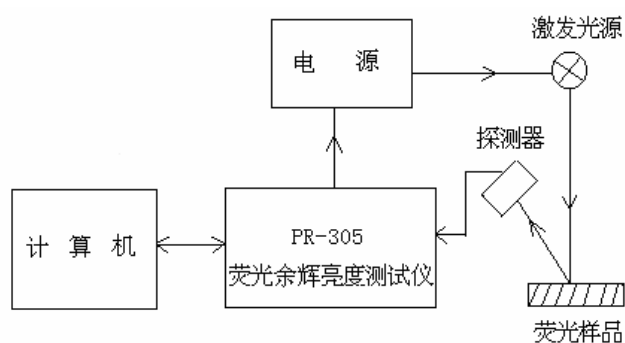 激发光源
电 源
探测器
计 算 机
PR-305
荧光余辉亮度测试仪
荧光样品